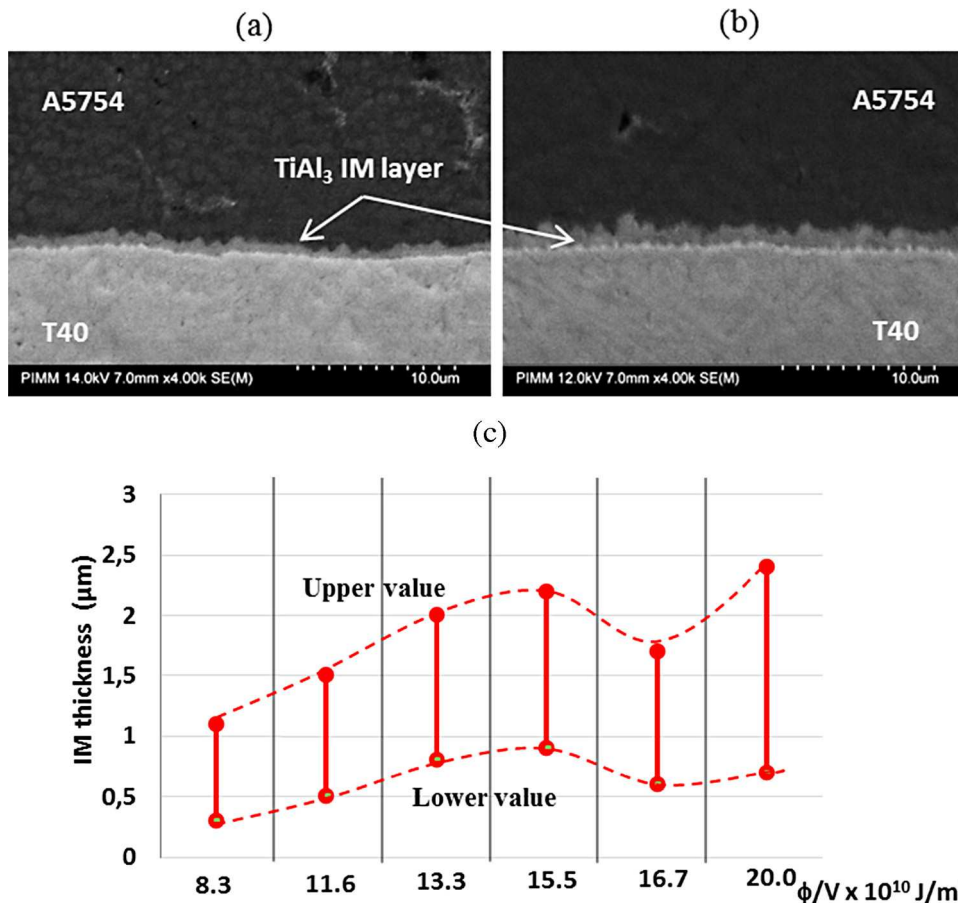 (a)
(b)
A5754
A5754
TiAl₃ IM layer
T40
T40
PIMM 14.0kV 7.0mm x4.00k SE(M)
10.0um
PIMM 12.0kV 7.0mm x4.00k SE(M)
10.0um
(c)
3
2,5
2
1,5
1
0,5
0
IM thickness (μm)
Upper value
Lower value
8.3
11.6
13.3
15.5
16.7
20.0
ϕ/V x 10¹⁰ J/m